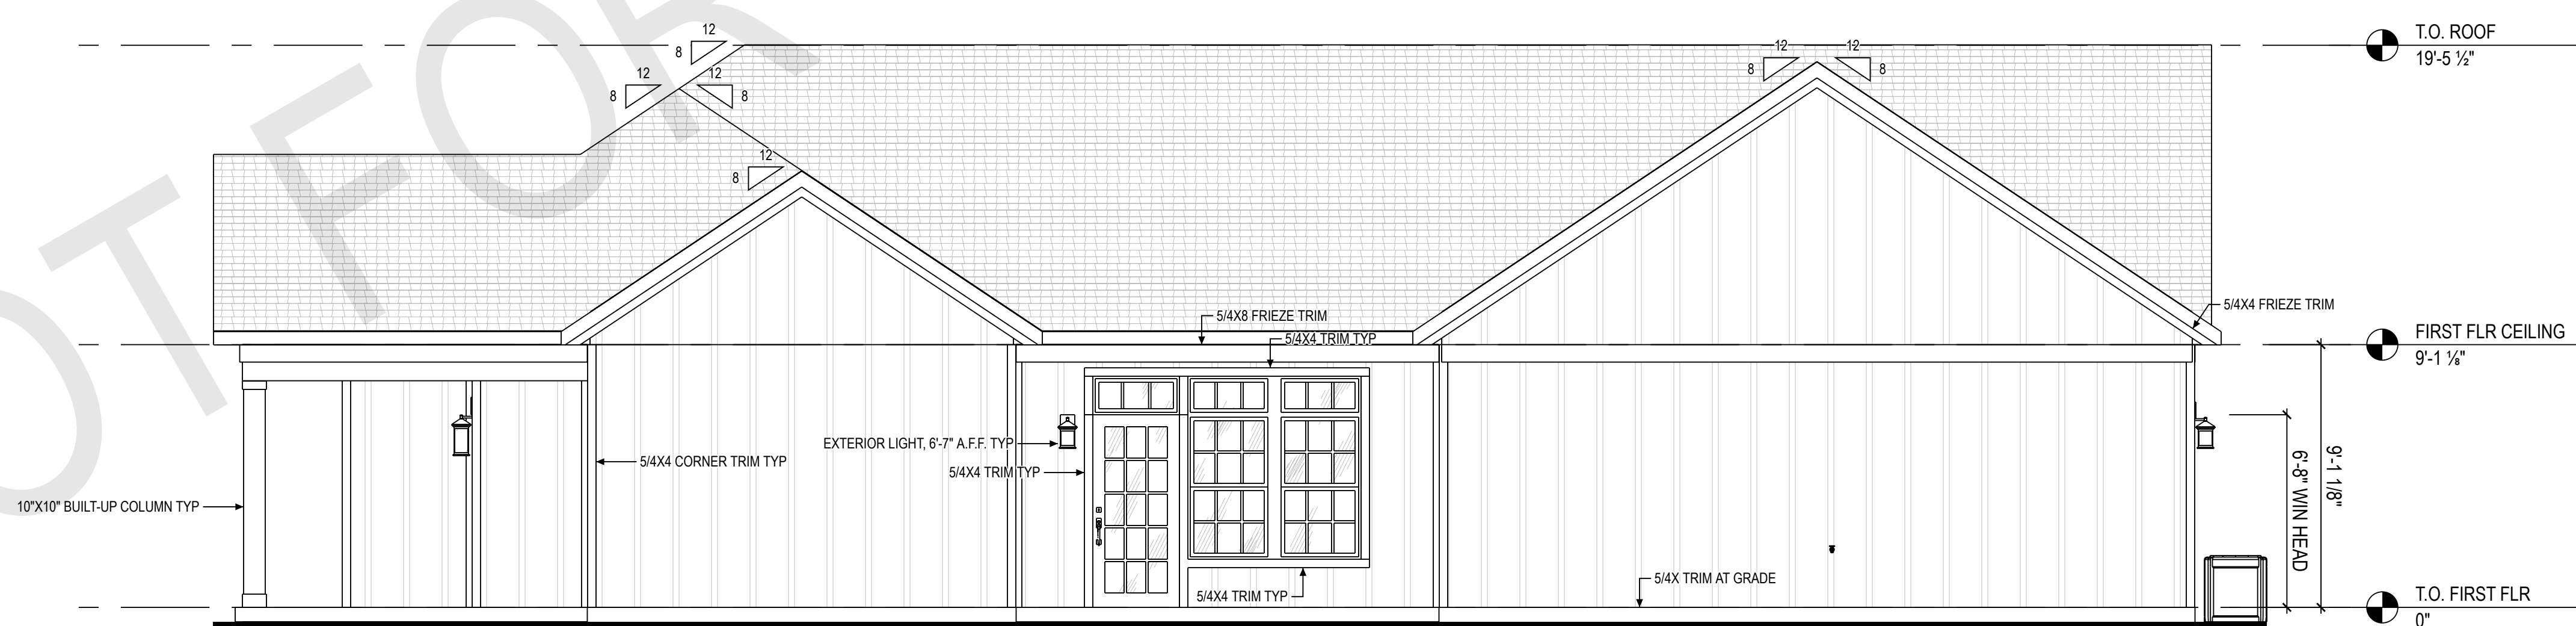 OT FOR
12
8
12
8
12
8
12
8
12
8
12
8
T.O. ROOF
19'-5 ½"
5/4X4 FRIEZE TRIM
5/4X8 FRIEZE TRIM
5/4X4 TRIM TYP
FIRST FLR CEILING
9'-1 ⅛"
EXTERIOR LIGHT, 6'-7" A.F.F. TYP
5/4X4 CORNER TRIM TYP
5/4X4 TRIM TYP
10"X10" BUILT-UP COLUMN TYP
6'-8" WIN HEAD
9'-1 1/8"
5/4X TRIM AT GRADE
5/4X4 TRIM TYP
T.O. FIRST FLR
0"